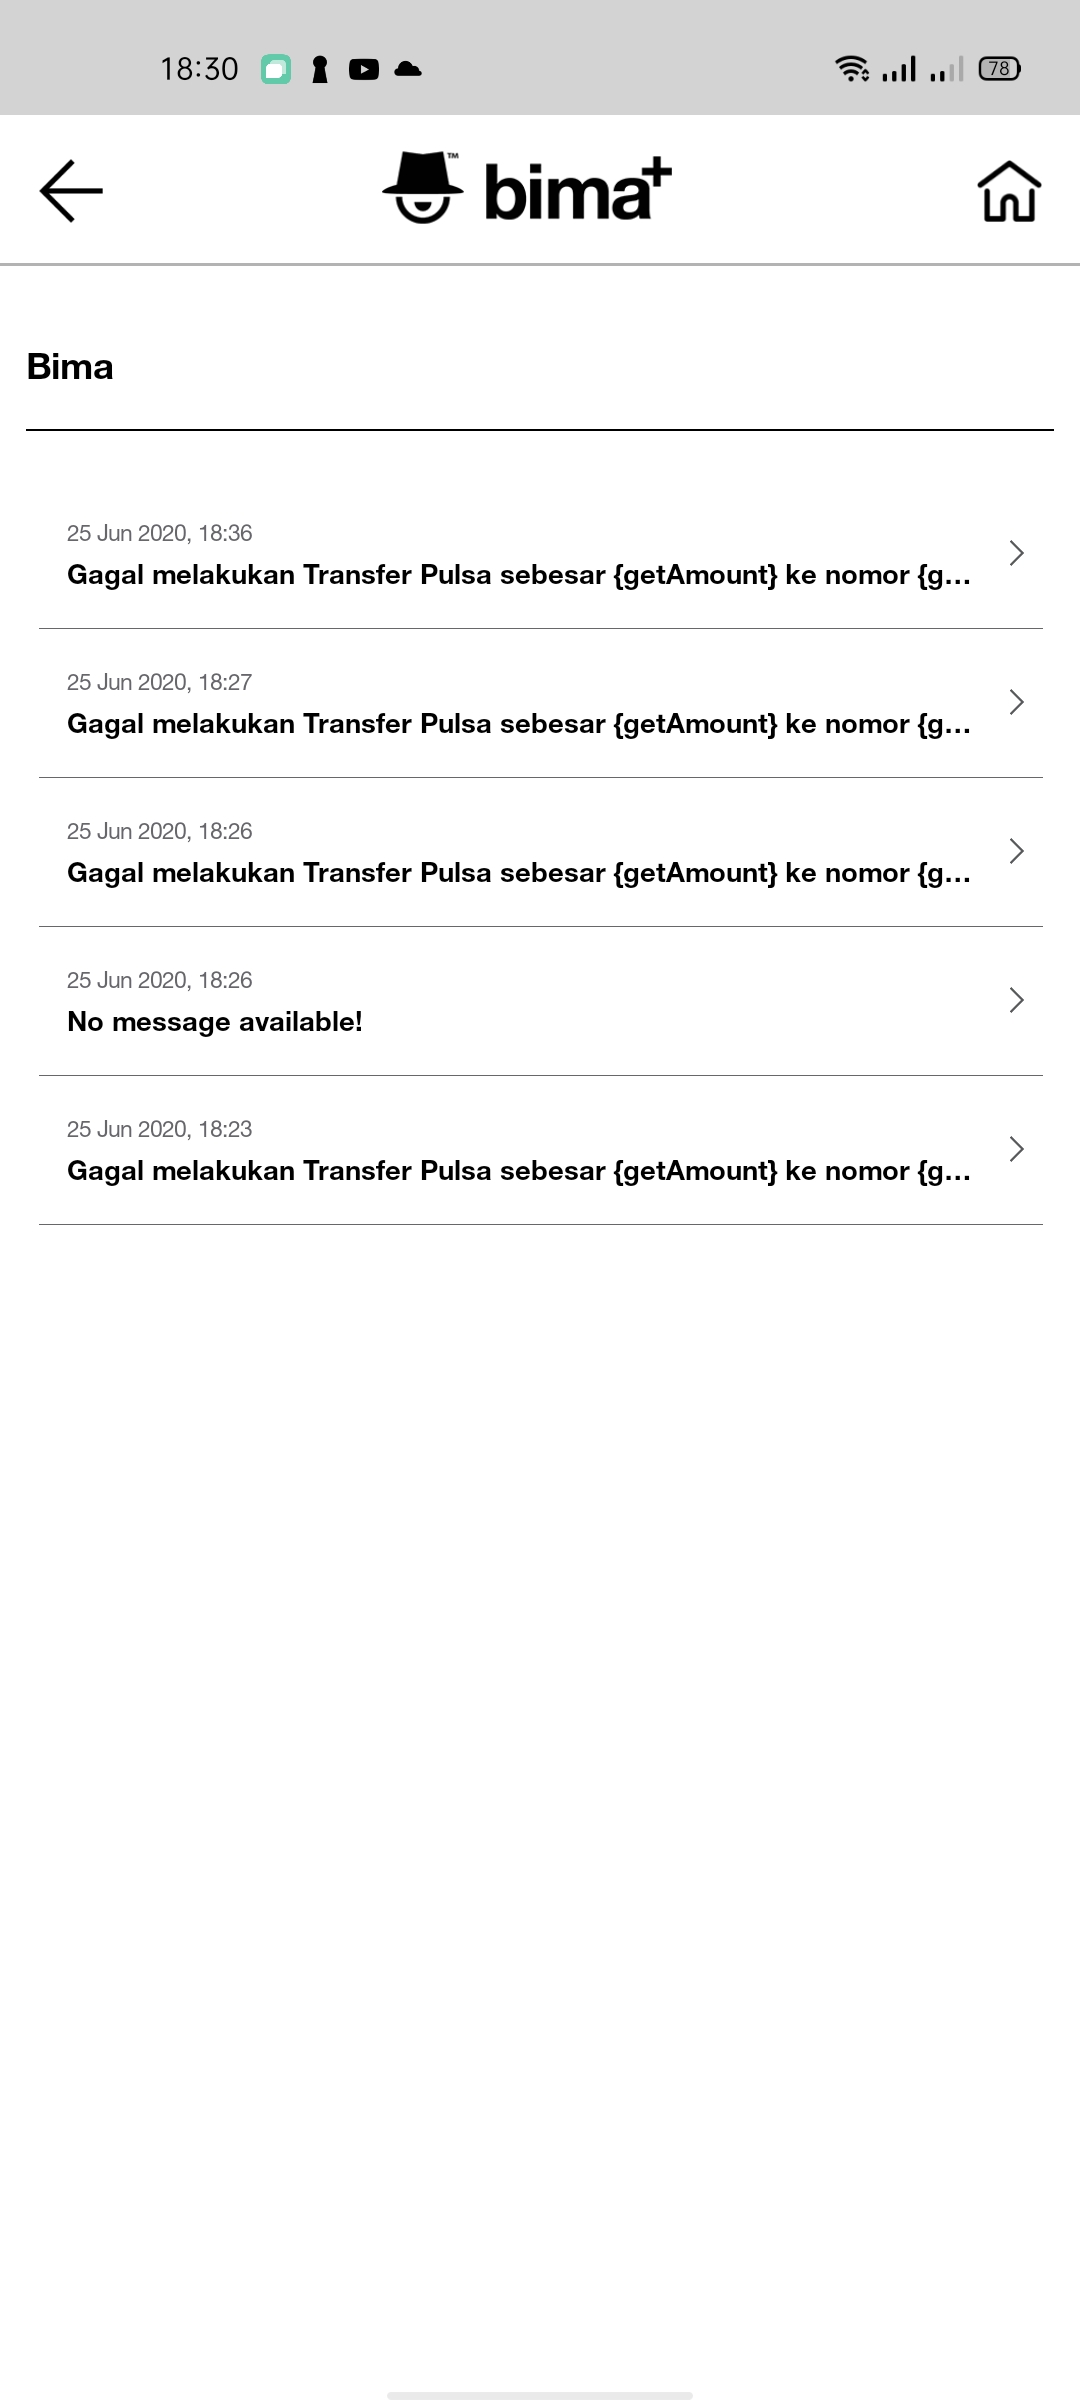 18:30
78
™
bima+
Bima
25 Jun 2020, 18:36
Gagal melakukan Transfer Pulsa sebesar {getAmount} ke nomor {g...
25 Jun 2020, 18:27
Gagal melakukan Transfer Pulsa sebesar {getAmount} ke nomor {g...
25 Jun 2020, 18:26
Gagal melakukan Transfer Pulsa sebesar {getAmount} ke nomor {g...
25 Jun 2020, 18:26
No message available!
25 Jun 2020, 18:23
Gagal melakukan Transfer Pulsa sebesar {getAmount} ke nomor {g...